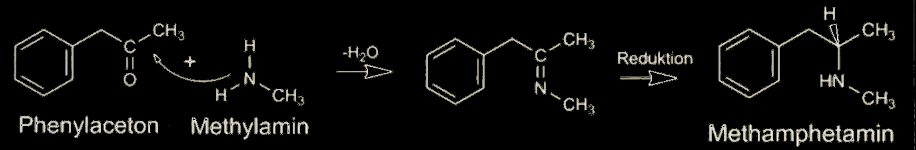 CH₃
C
O
+
H
N
H
CH₃
Phenylaceton
Methylamin
-H₂O
CH₃
C
N
CH₃
Reduktion
H
CH₃
HN
CH₃
Methamphetamin